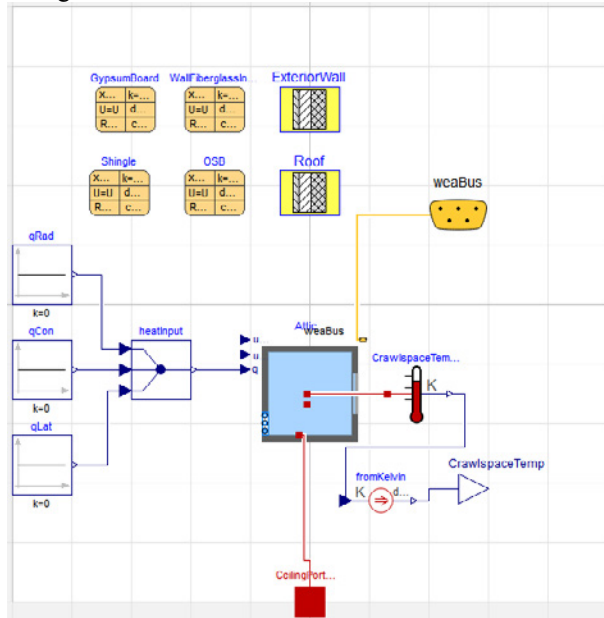 GypsumBoard WallFiberglassIn... ExteriorWall
X... k=... X... k=...
U=U d... U=U d...
R... c... R... c...
Shingle OSB Roof
X... k=... X... k=...
U=U d... U=U d...
R... c... R... c...
weaBus
qRad
k=0
qCon heatInput Attic
weaBus
u...
u
q
CrawlspaceTem...
K
k=0
qLat
CrawlspaceTemp
fromKelvin
K d...
k=0
CeilingPort...